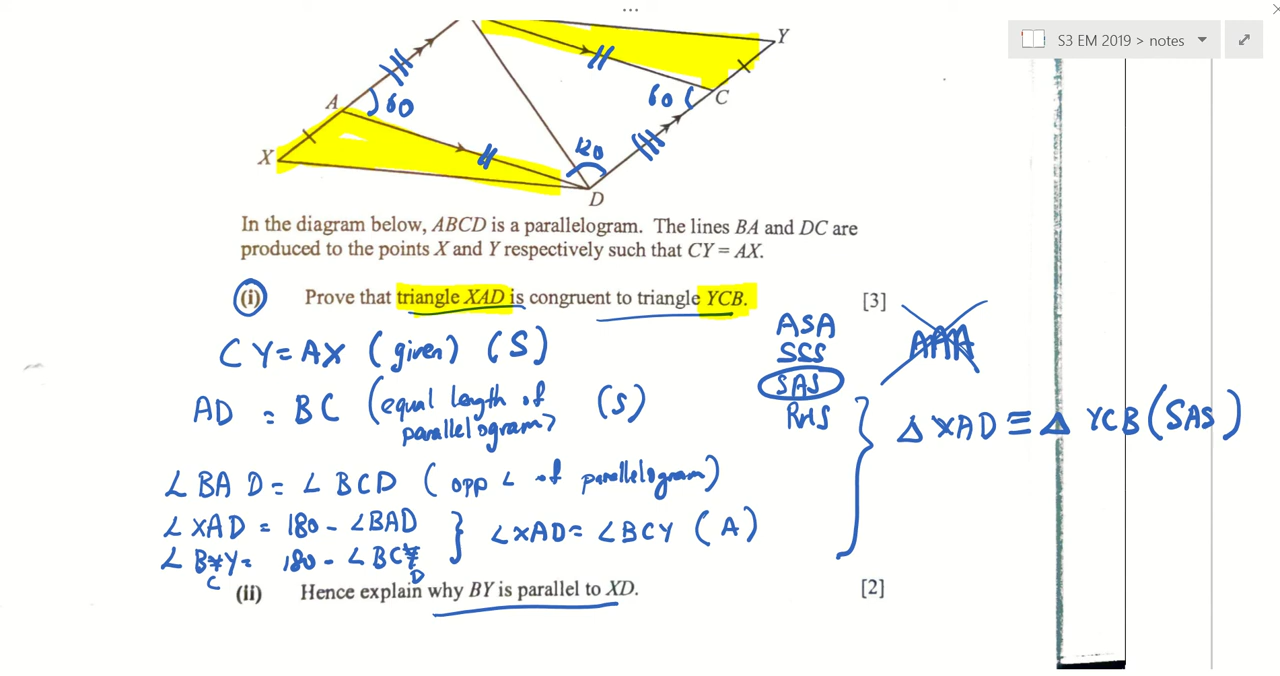 ...
S3 EM 2019 > notes
Y
A
60
60
C
X
120
D
In the diagram below, ABCD is a parallelogram. The lines BA and DC are
produced to the points X and Y respectively such that CY = AX.
(i) Prove that triangle XAD is congruent to triangle YCB. [3]
CY = AX (given) (S)
AD = BC (equal length of parallelogram) (S)
∠BAD = ∠BCD (opp ∠ of parallelogram)
∠XAD = 180 - ∠BAD
∠BCY = 180 - ∠BCD
} ∠XAD = ∠BCY (A)
ASA
SCS
SAS
RHS
AAA
} Δ XAD ≡ Δ YCB (SAS)
(ii) Hence explain why BY is parallel to XD. [2]